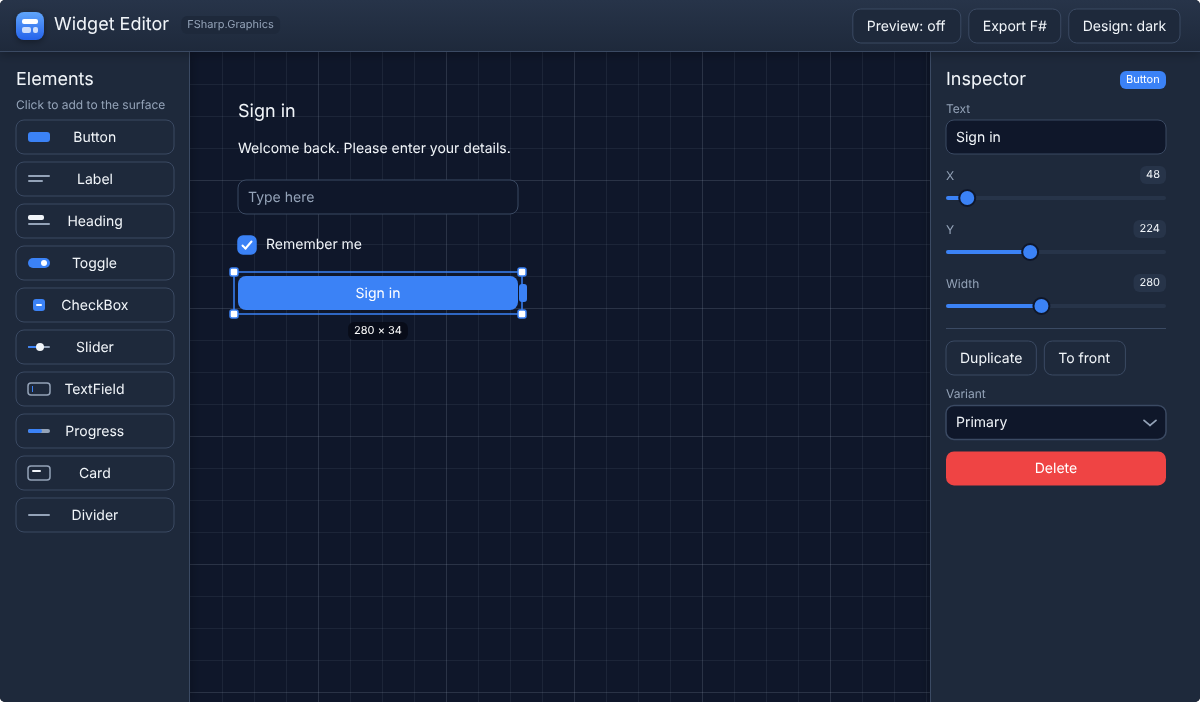 Widget Editor
FSharp.Graphics
Preview: off
Export F#
Design: dark
Elements
Click to add to the surface
Button
Label
Heading
Toggle
CheckBox
Slider
TextField
Progress
Card
Divider
Sign in
Welcome back. Please enter your details.
Type here
Remember me
Sign in
280 × 34
Inspector
Button
Text
Sign in
X
48
Y
224
Width
280
Duplicate
To front
Variant
Primary
Delete